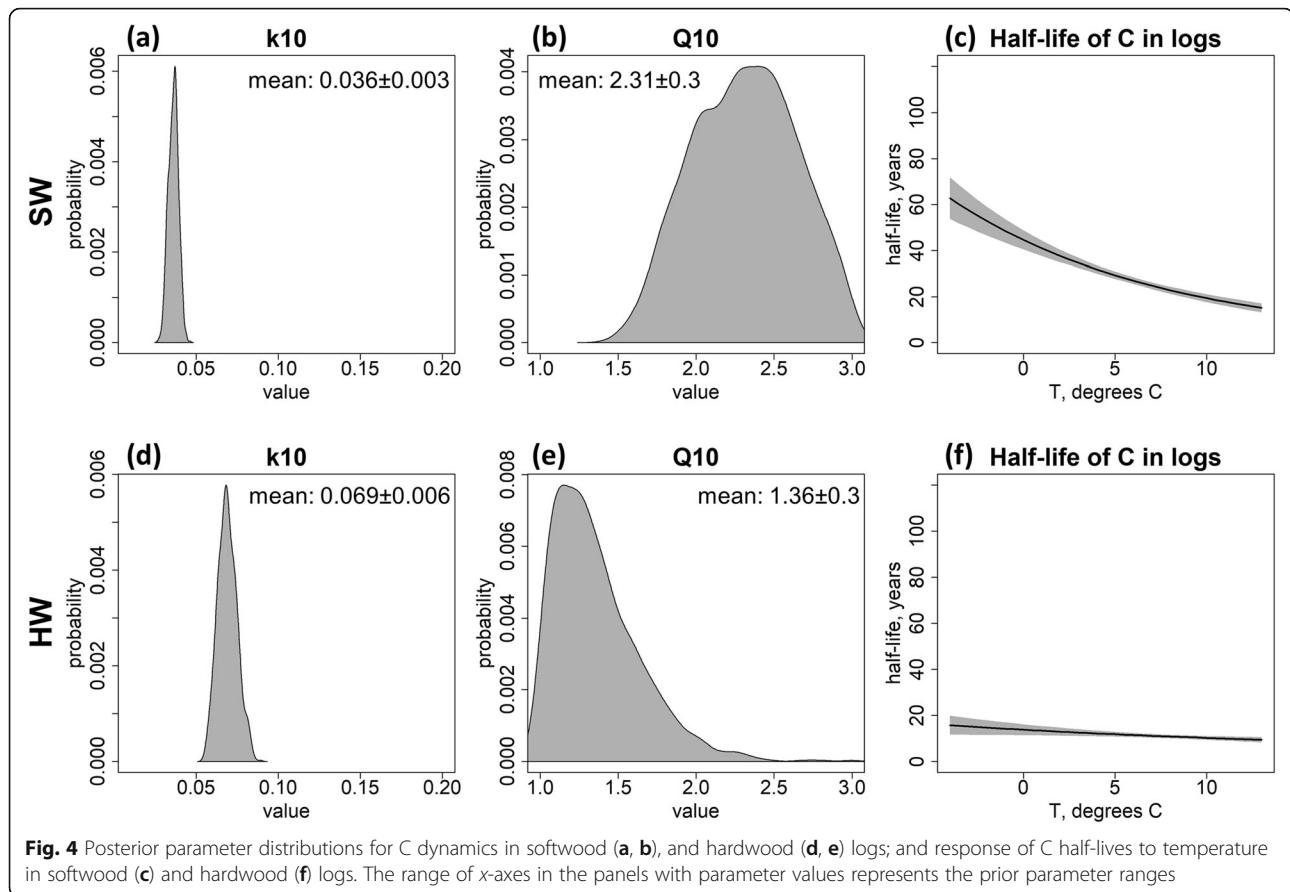 (a) k10
mean: 0.036±0.003
SW
probability
0.000 0.002 0.004 0.006
0.05 0.10 0.15 0.20
value
(b) Q10
mean: 2.31±0.3
probability
0.000 0.001 0.002 0.003 0.004
1.0 1.5 2.0 2.5 3.0
value
(c) Half-life of C in logs
half-life, years
0 20 40 60 80 100
0 5 10
T, degrees C
(d) k10
mean: 0.069±0.006
HW
probability
0.000 0.002 0.004 0.006
0.05 0.10 0.15 0.20
value
(e) Q10
mean: 1.36±0.3
probability
0.000 0.002 0.004 0.006 0.008
1.0 1.5 2.0 2.5 3.0
value
(f) Half-life of C in logs
half-life, years
0 20 40 60 80 100
0 5 10
T, degrees C
Fig. 4 Posterior parameter distributions for C dynamics in softwood (a, b), and hardwood (d, e) logs; and response of C half-lives to temperature
in softwood (c) and hardwood (f) logs. The range of x-axes in the panels with parameter values represents the prior parameter ranges